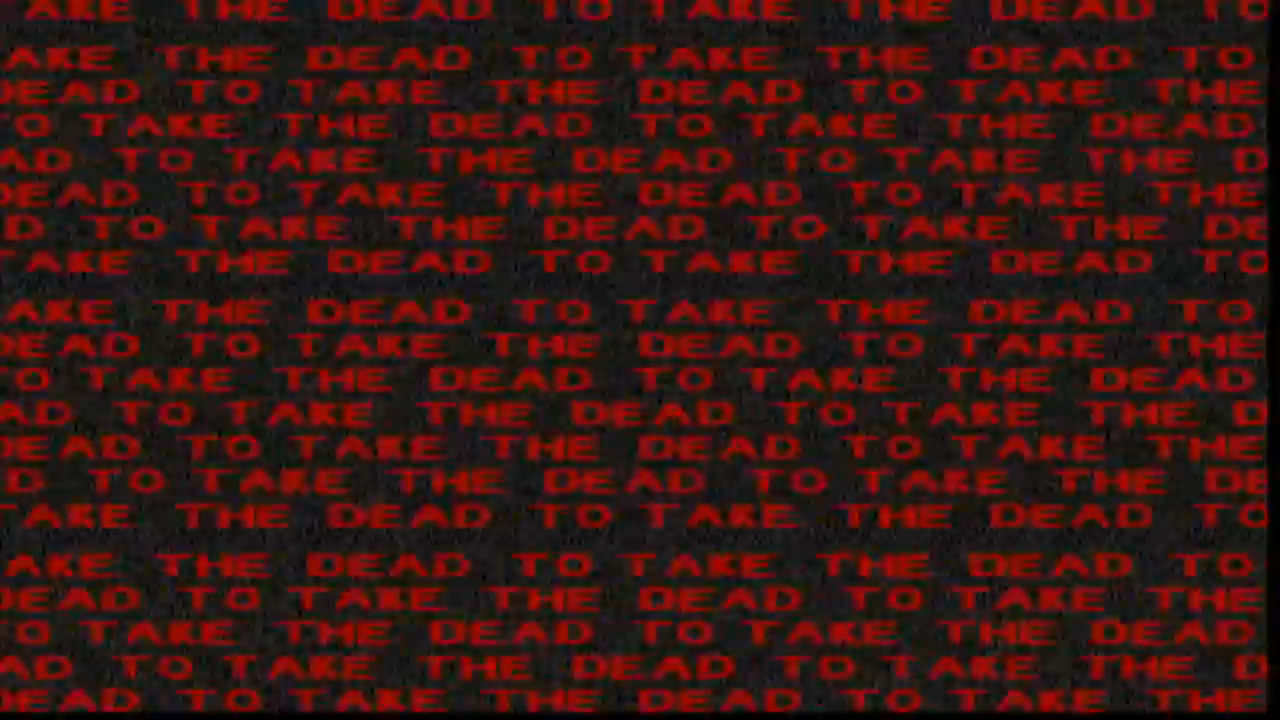 AKE THE DEAD TO TAKE THE DEAD TO
AKE THE DEAD TO TAKE THE DEAD TO
DEAD TO TAKE THE DEAD TO TAKE THE
TO TAKE THE DEAD TO TAKE THE DEAD
AD TO TAKE THE DEAD TO TAKE THE D
DEAD TO TAKE THE DEAD TO TAKE THE
D TO TAKE THE DEAD TO TAKE THE DE
TAKE THE DEAD TO TAKE THE DEAD TO
AKE THE DEAD TO TAKE THE DEAD TO
DEAD TO TAKE THE DEAD TO TAKE THE
TO TAKE THE DEAD TO TAKE THE DEAD
AD TO TAKE THE DEAD TO TAKE THE D
DEAD TO TAKE THE DEAD TO TAKE THE
D TO TAKE THE DEAD TO TAKE THE DE
TAKE THE DEAD TO TAKE THE DEAD TO
AKE THE DEAD TO TAKE THE DEAD TO
DEAD TO TAKE THE DEAD TO TAKE THE
TO TAKE THE DEAD TO TAKE THE DEAD
AD TO TAKE THE DEAD TO TAKE THE D
DEAD TO TAKE THE DEAD TO TAKE THE